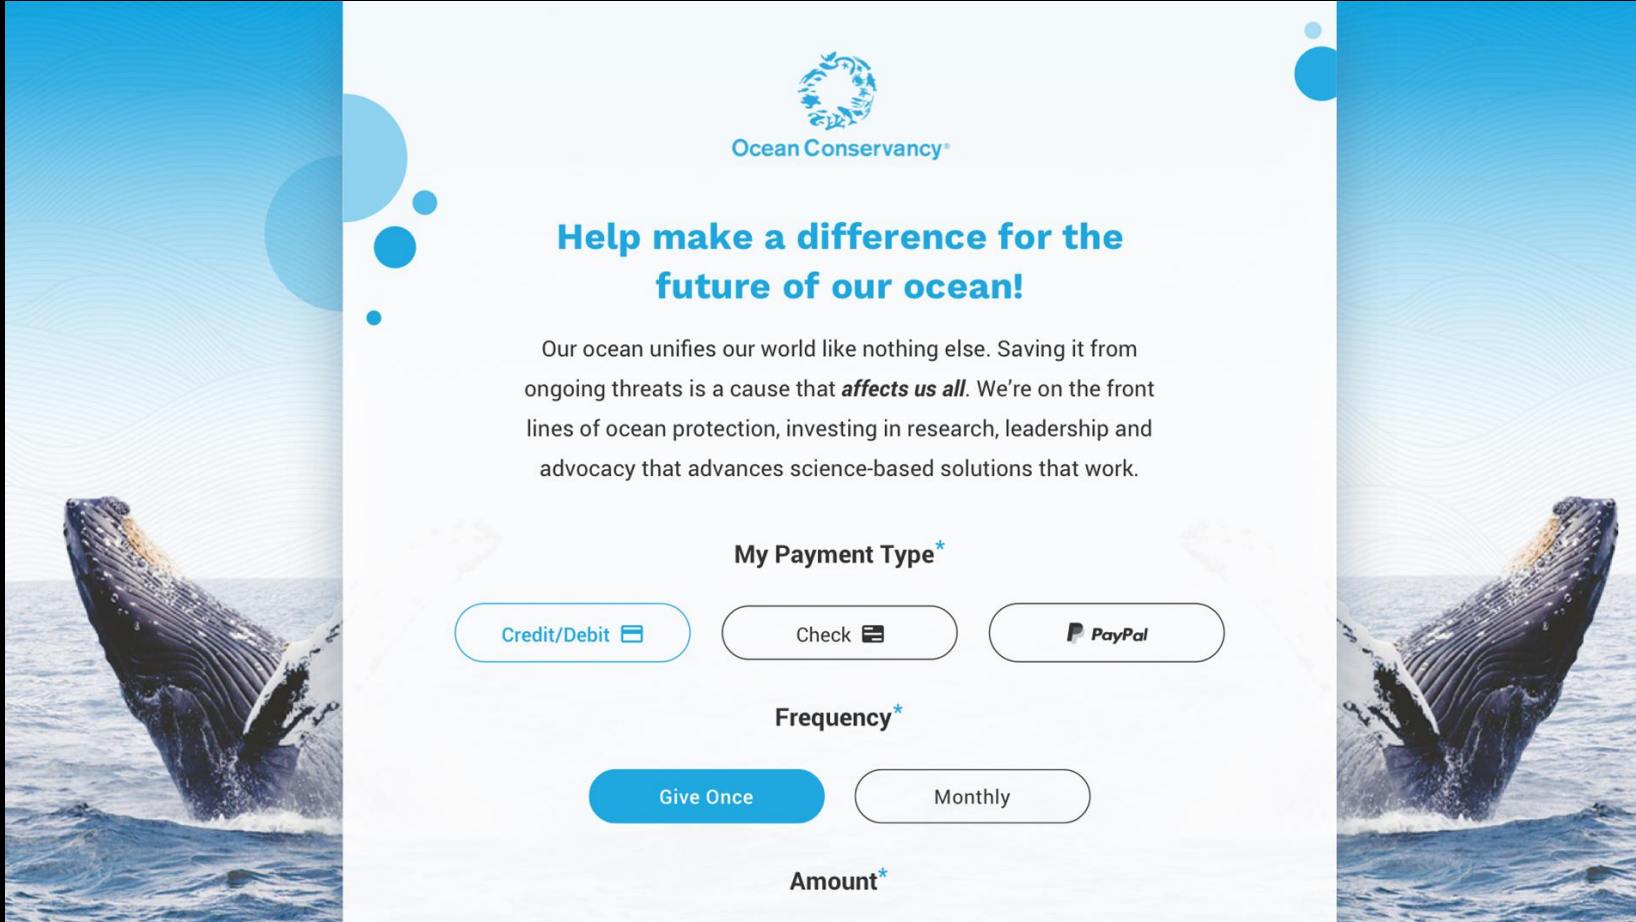 Ocean Conservancy®
Help make a difference for the
future of our ocean!
Our ocean unifies our world like nothing else. Saving it from
ongoing threats is a cause that affects us all. We’re on the front
lines of ocean protection, investing in research, leadership and
advocacy that advances science-based solutions that work.
My Payment Type*
Credit/Debit
Check
PayPal
Frequency*
Give Once
Monthly
Amount*